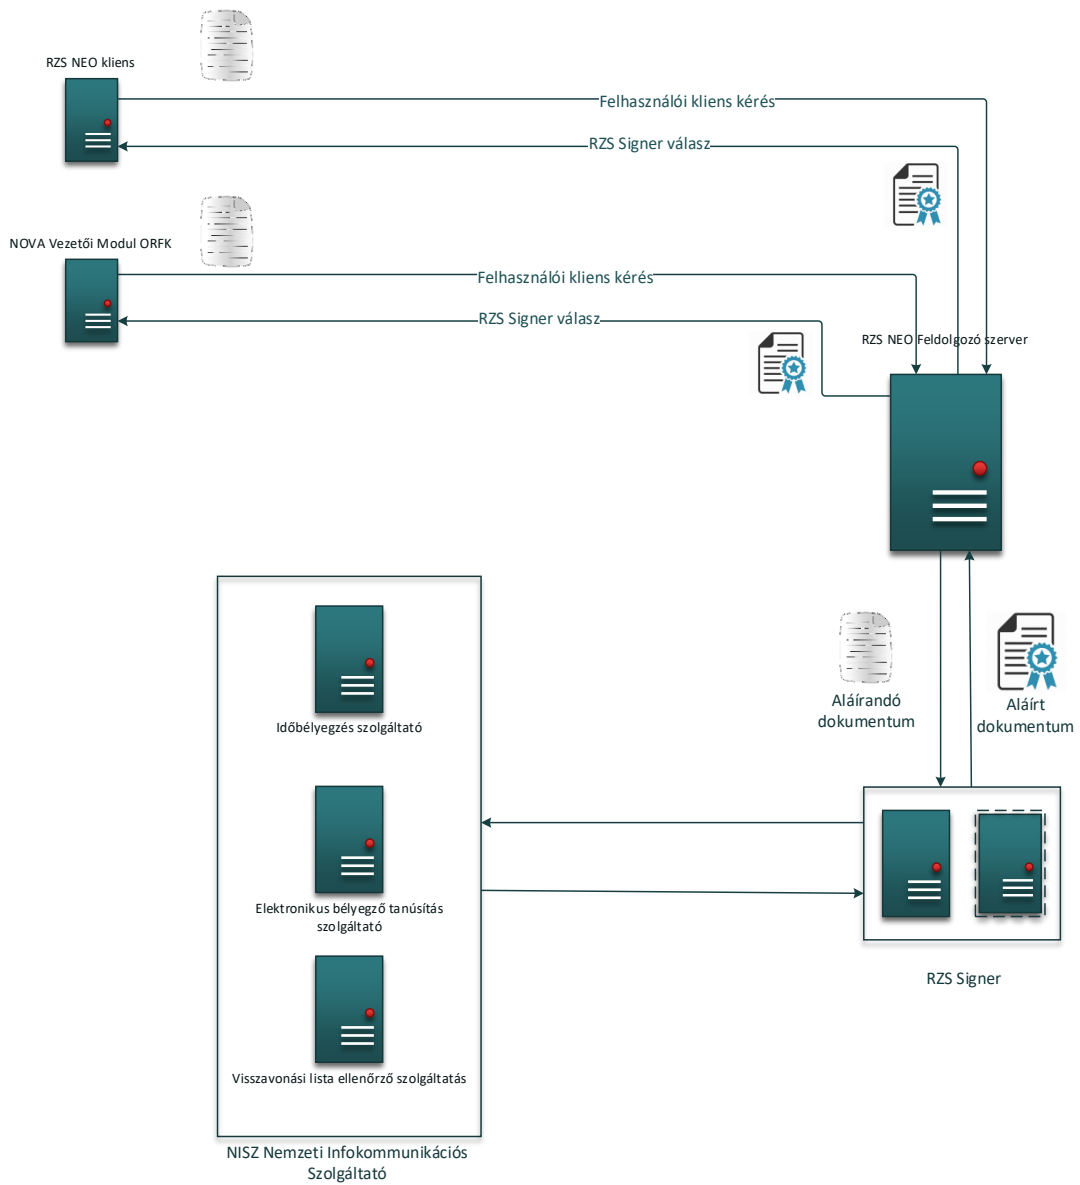 RZS NEO kliens
Felhasználói kliens kérés
RZS Signer válasz
NOVA Vezetői Modul ORFK
Felhasználói kliens kérés
RZS Signer válasz
RZS NEO Feldolgozó szerver
Aláírandó
dokumentum
Aláírt
dokumentum
Időbélyegzés szolgáltató
Elektronikus bélyegző tanúsítás
szolgáltató
RZS Signer
Visszavonási lista ellenőrző szolgáltatás
NISZ Nemzeti Infokommunikációs
Szolgáltató